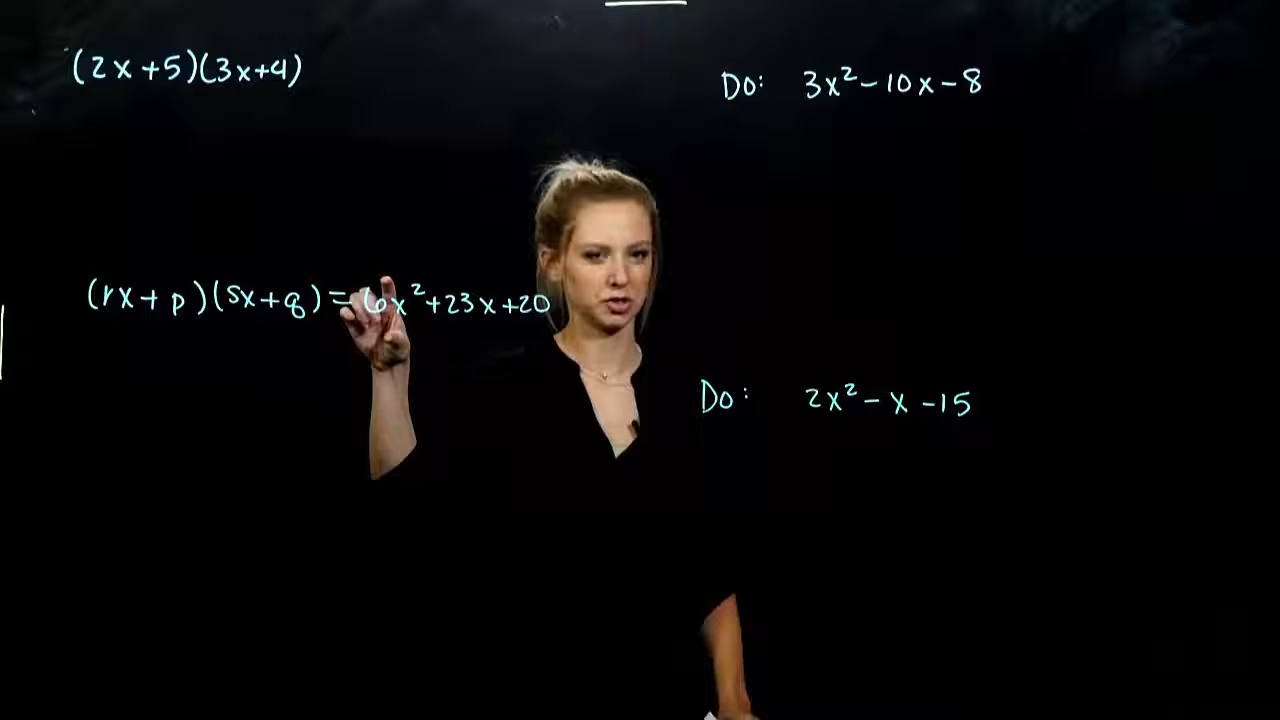 (2x+5)(3x+4)
(rx+p)(sx+q)=6x²+23x+20
Do: 3x²-10x-8
Do: 2x²-x-15